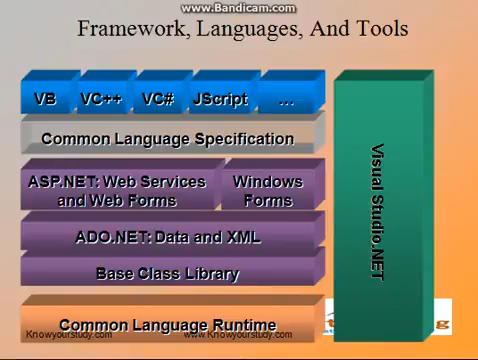 www.Bandicam.com
Framework, Languages, And Tools
VB VC++ VC# JScript ...
Common Language Specification
ASP.NET: Web Services
and Web Forms
Windows
Forms
ADO.NET: Data and XML
Base Class Library
Common Language Runtime
Knowyourstudy.com www.Knowyourstudy.com
Visual Studio.NET